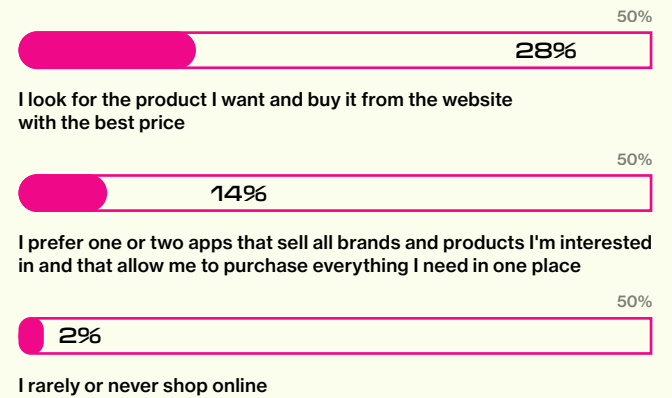 50%
28%
I look for the product I want and buy it from the website
with the best price
50%
14%
I prefer one or two apps that sell all brands and products I'm interested
in and that allow me to purchase everything I need in one place
50%
2%
I rarely or never shop online